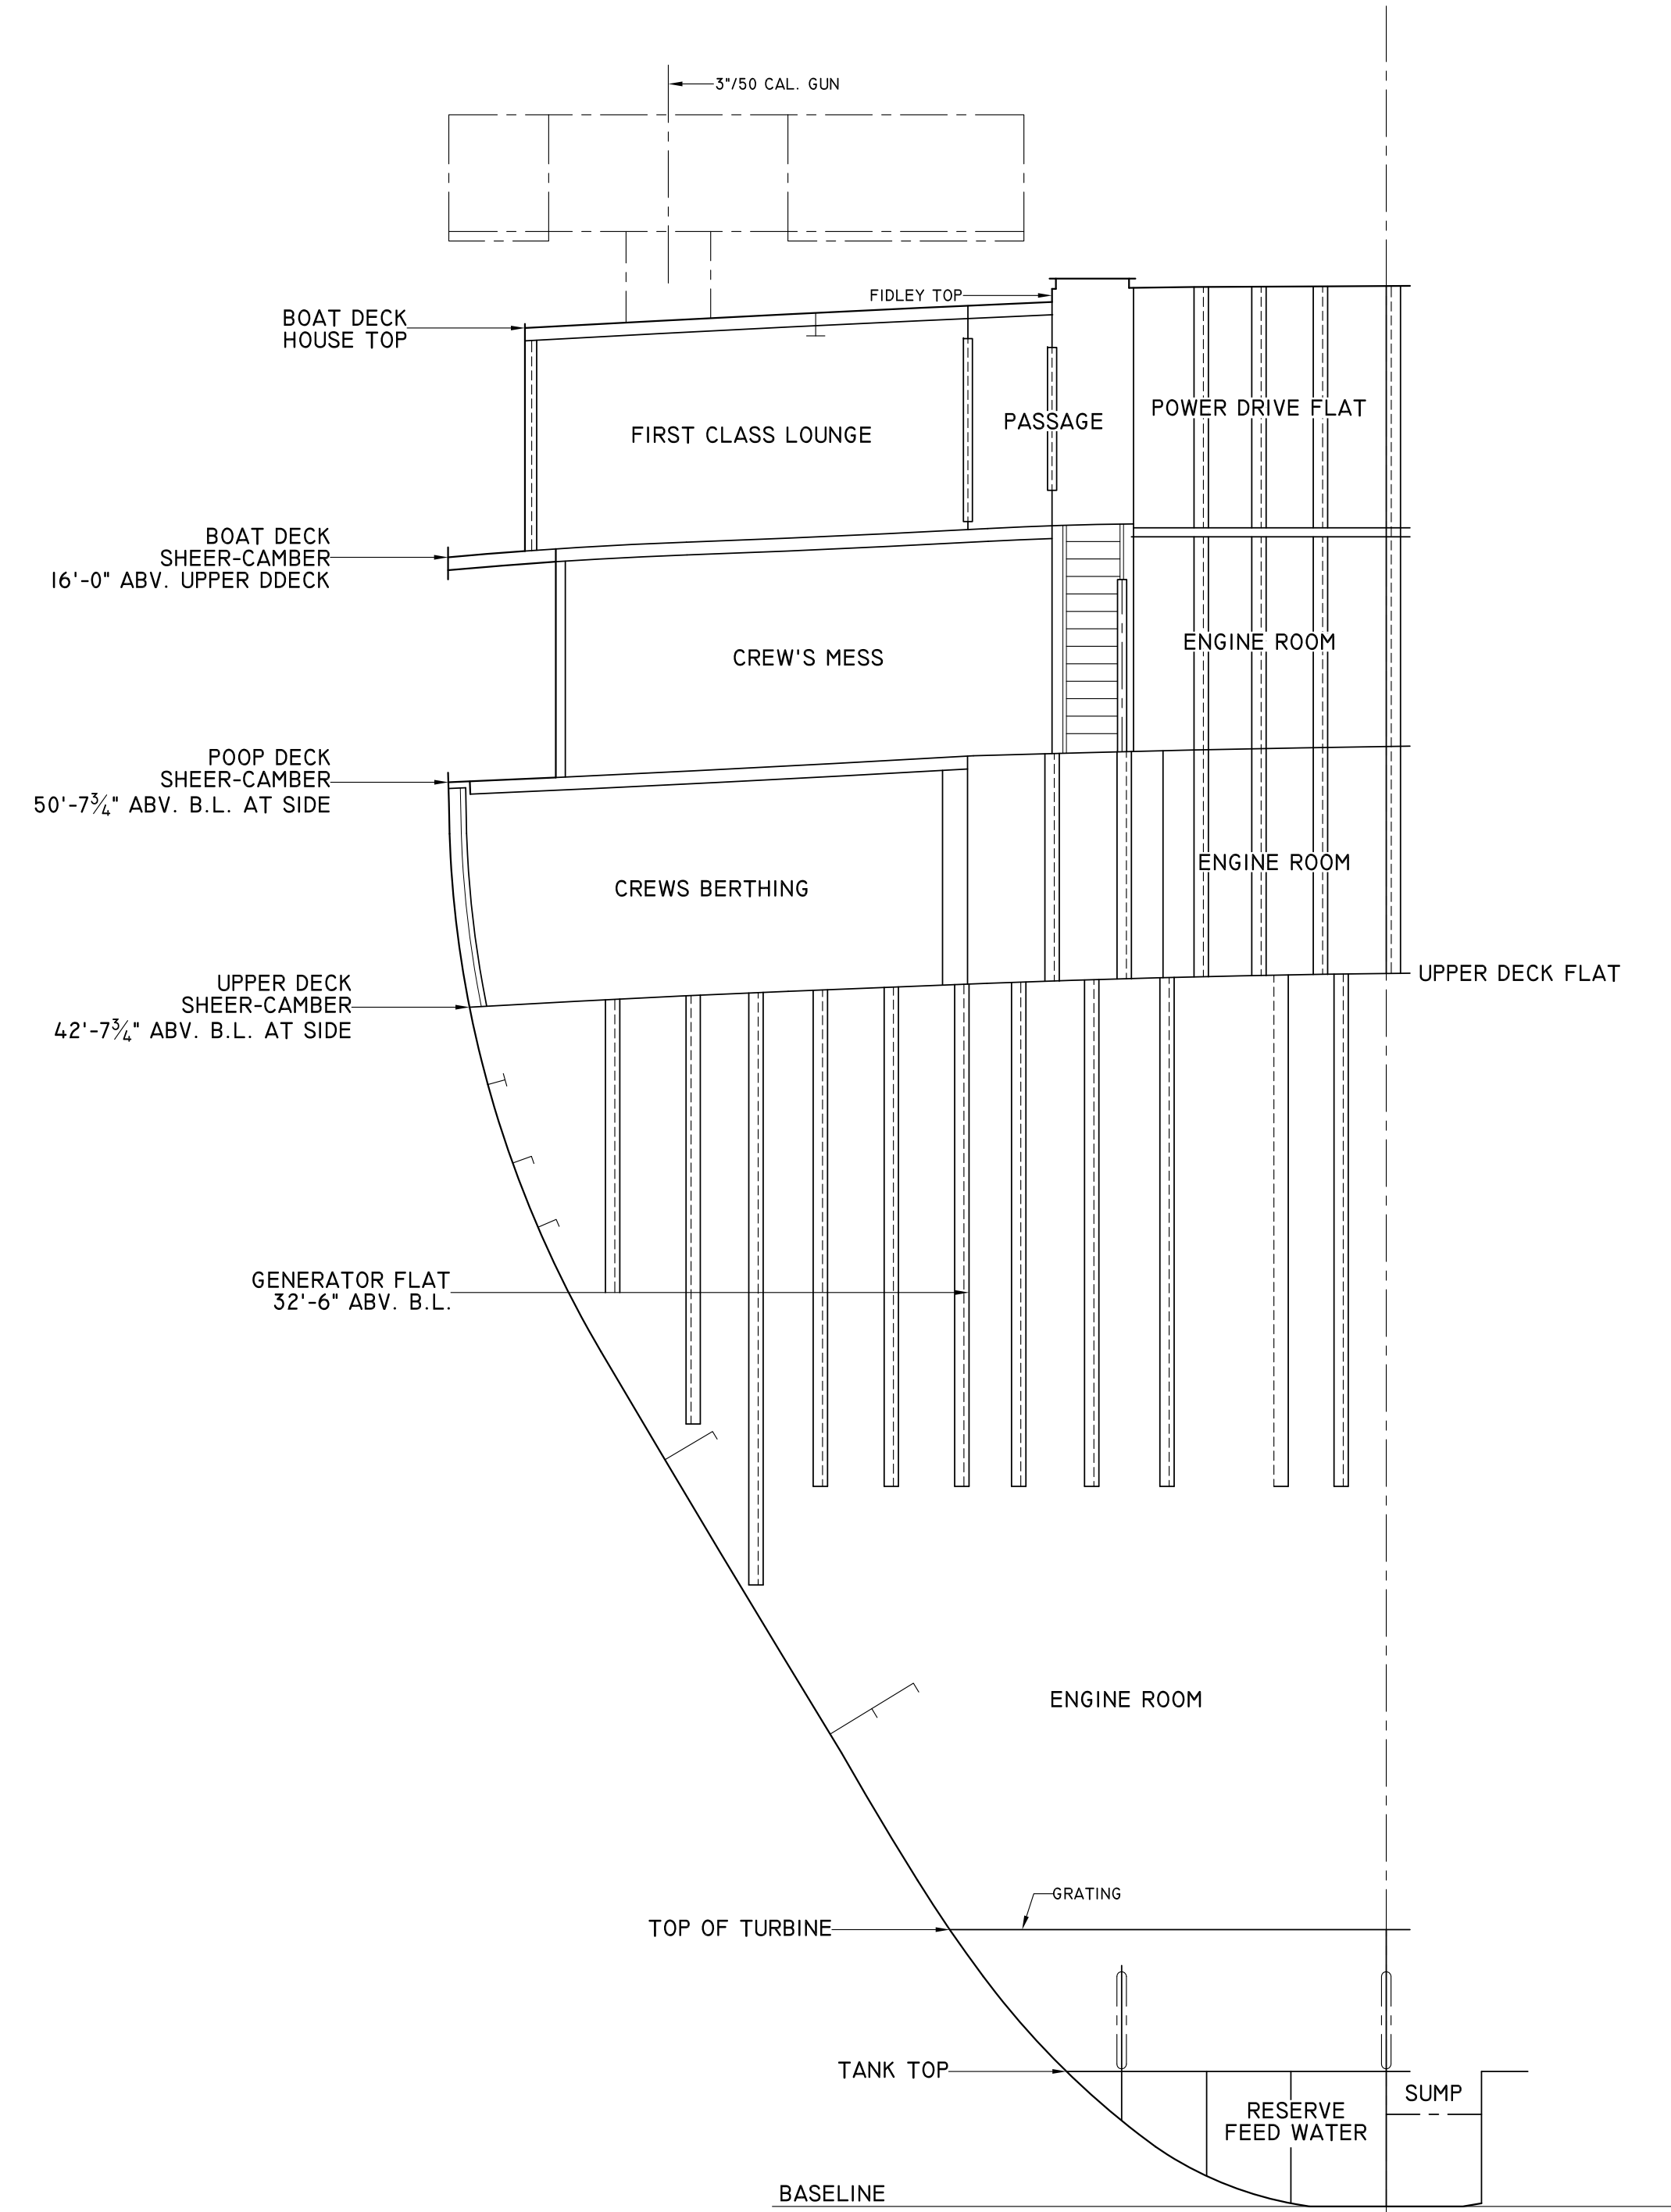 3"/50 CAL. GUN
FIDLEY TOP
BOAT DECK
HOUSE TOP
POWER DRIVE FLAT
PASSAGE
FIRST CLASS LOUNGE
BOAT DECK
SHEER-CAMBER
16'-0" ABV. UPPER DDECK
ENGINE ROOM
CREW'S MESS
POOP DECK
SHEER-CAMBER
50'-7¾" ABV. B.L. AT SIDE
ENGINE ROOM
CREWS BERTHING
UPPER DECK FLAT
UPPER DECK
SHEER-CAMBER
42'-7¾" ABV. B.L. AT SIDE
GENERATOR FLAT
32'-6" ABV. B.L.
ENGINE ROOM
GRATING
TOP OF TURBINE
TANK TOP
SUMP
RESERVE
FEED WATER
BASELINE